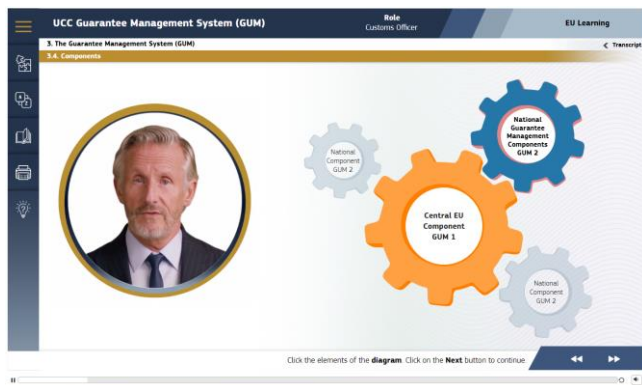 UCC Guarantee Management System (GUM)
Role
Customs Officer
EU Learning
3. The Guarantee Management System (GUM)
Transcript
3.4. Components
National
Guarantee
Management
Components
GUM 2
National
Component
GUM 2
Central EU
Component
GUM 1
National
Component
GUM 2
Click the elements of the diagram Click on the Next button to continue